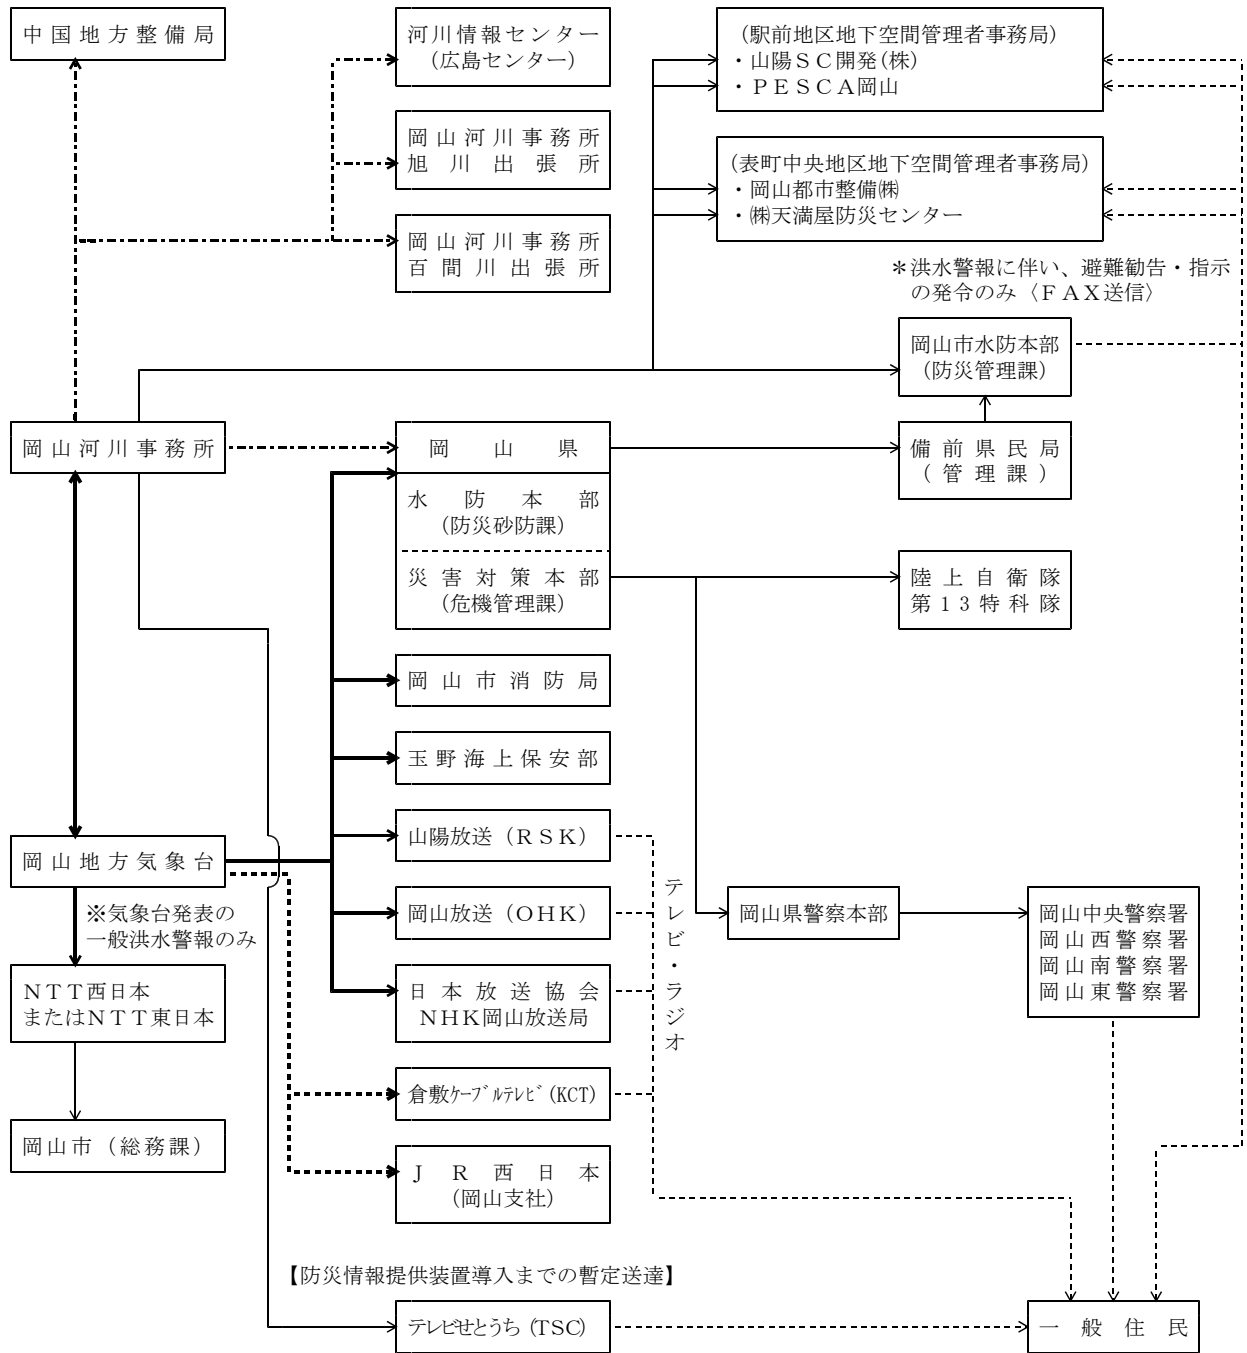 中国地方整備局
河川情報センター
(広島センター)
(駅前地区地下空間管理者事務局)
・山陽ＳＣ開発(株)
・ＰＥＳＣＡ岡山
岡山河川事務所
旭川出張所
(表町中央地区地下空間管理者事務局)
・岡山都市整備㈱
・㈱天満屋防災センター
岡山河川事務所
百間川出張所
＊洪水警報に伴い、避難勧告・指示
の発令のみ〈ＦＡＸ送信〉
岡山市水防本部
(防災管理課)
岡山河川事務所
岡山県
備前県民局
(管理課)
水防本部
(防災砂防課)
災害対策本部
(危機管理課)
陸上自衛隊
第13特科隊
岡山市消防局
玉野海上保安部
山陽放送（ＲＳＫ）
岡山地方気象台
※気象台発表の
一般洪水警報のみ
岡山放送（OHK）
テレビ・ラジオ
岡山県警察本部
岡山中央警察署
岡山西警察署
岡山南警察署
岡山東警察署
ＮＴＴ西日本
またはＮＴＴ東日本
日本放送協会
NHK岡山放送局
倉敷ｹｰﾌﾞﾙﾃﾚﾋﾞ(KCT)
岡山市（総務課）
ＪＲ西日本
(岡山支社)
【防災情報提供装置導入までの暫定送達】
テレビせとうち(TSC)
一般住民